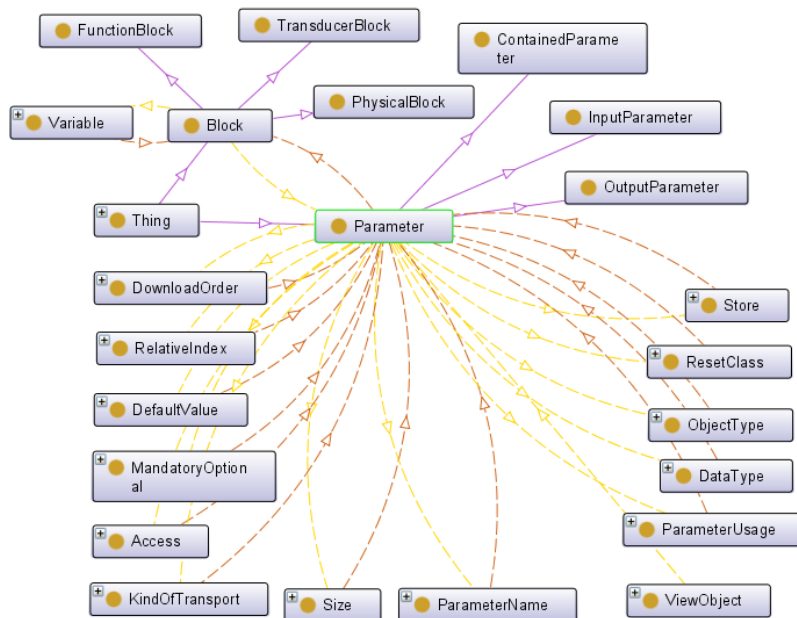 FunctionBlock
TransducerBlock
ContainedParame
ter
Variable
Block
PhysicalBlock
InputParameter
OutputParameter
Thing
Parameter
DownloadOrder
Store
RelativeIndex
ResetClass
DefaultValue
ObjectType
MandatoryOption
al
DataType
Access
ParameterUsage
KindOfTransport
Size
ParameterName
ViewObject